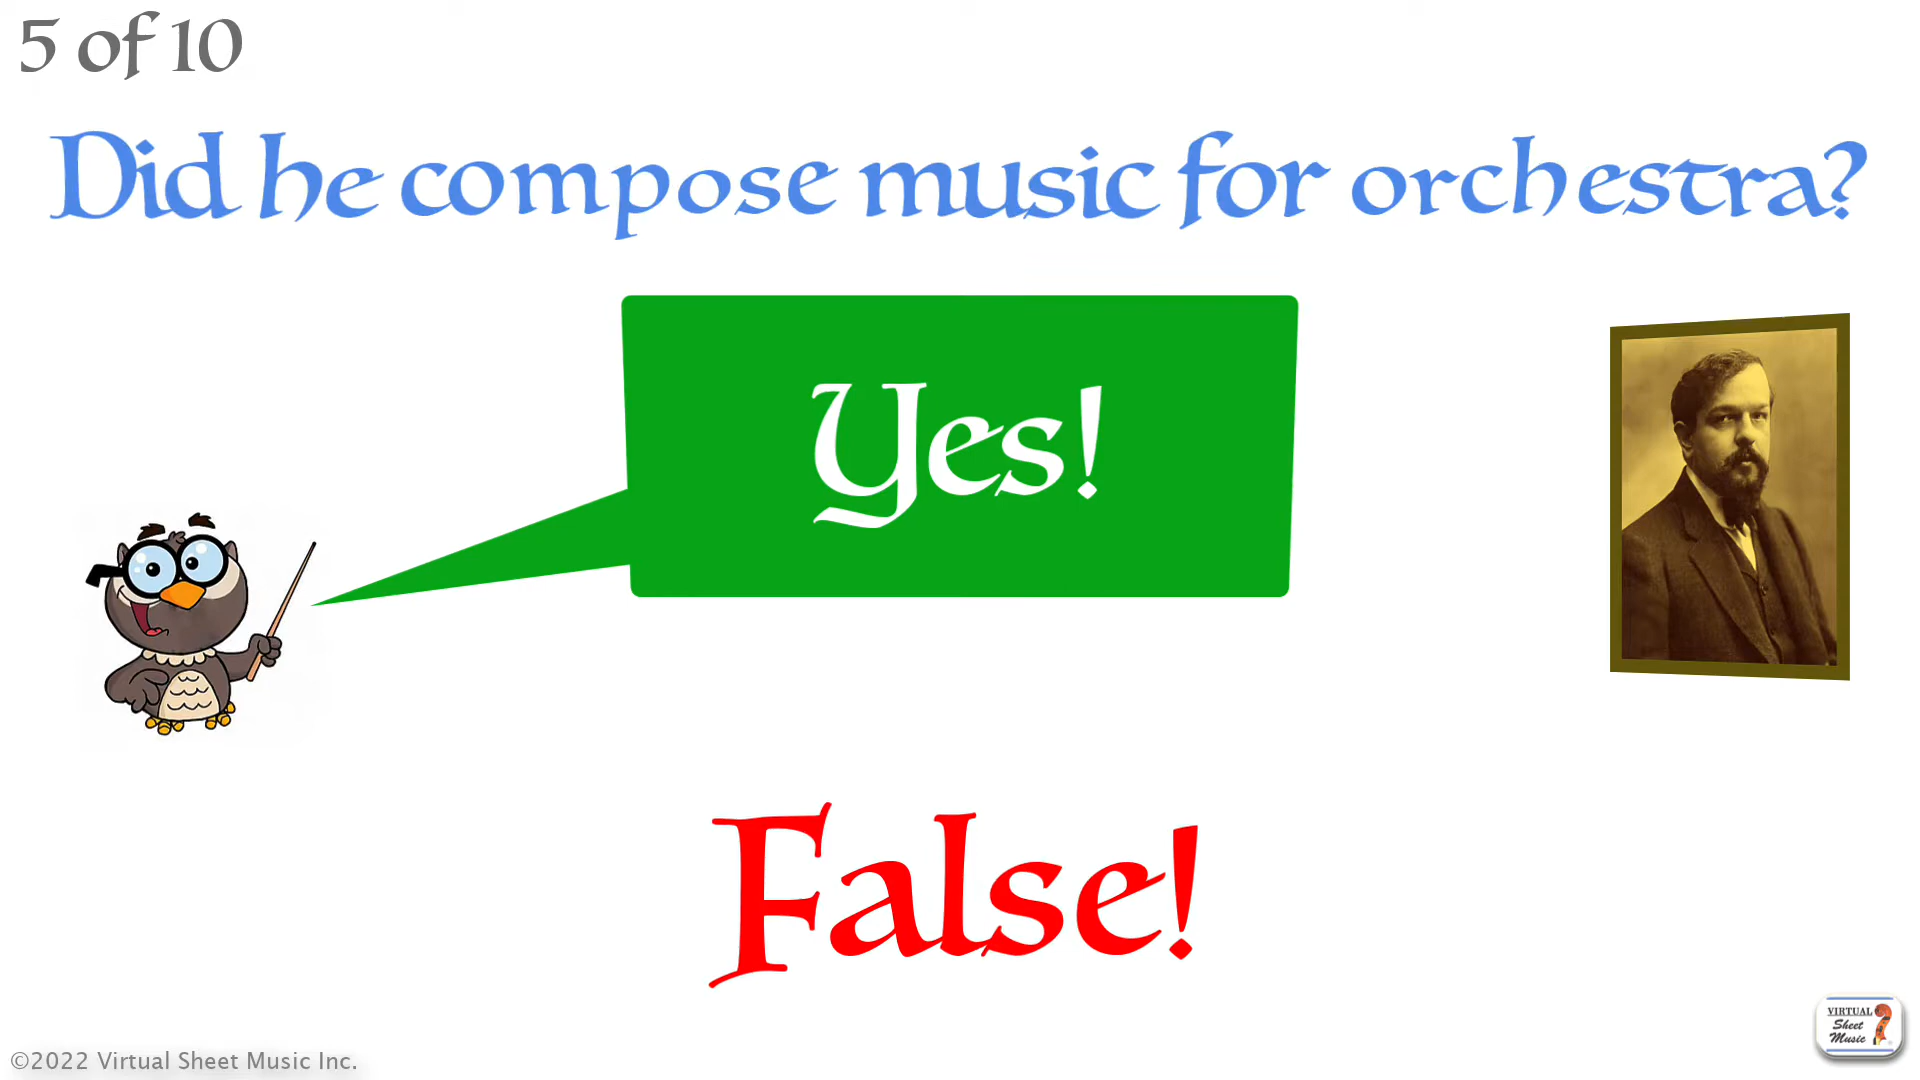 5 of 10
Did he compose music for orchestra?
Yes!
False!
VIRTUAL
Sheet
Music
©2022 Virtual Sheet Music Inc.